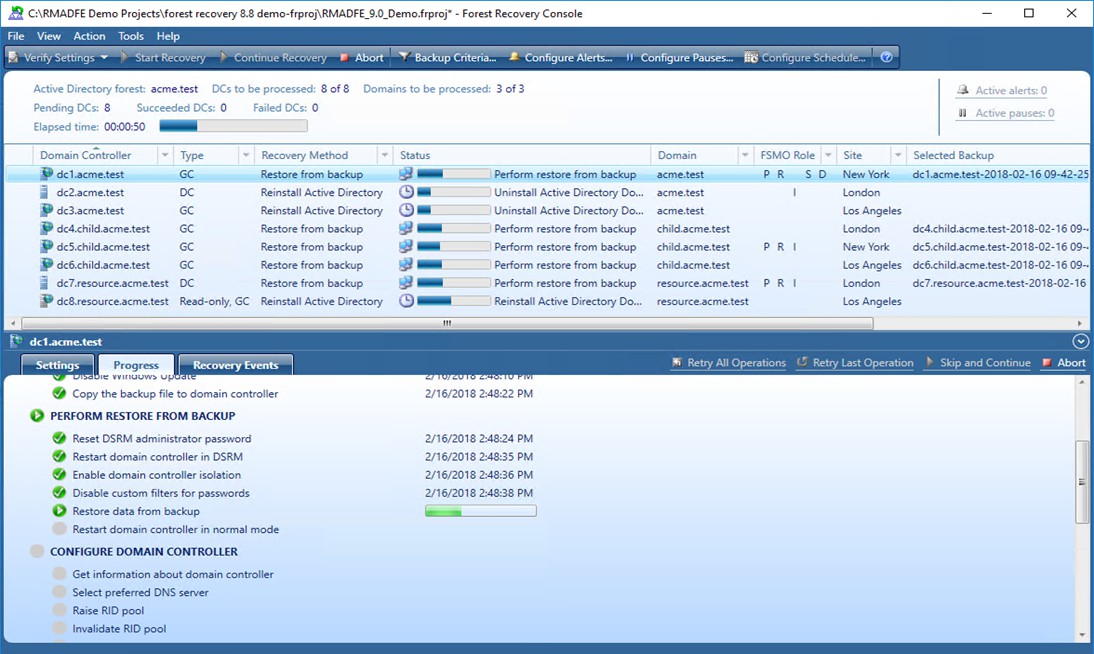 C:\RMADFE Demo Projects\forest recovery 8.8 demo-frproj\RMADFE_9.0_Demo.frproj* - Forest Recovery Console
File View Action Tools Help
Verify Settings Start Recovery Continue Recovery Abort Backup Criteria... Configure Alerts... Configure Pauses... Configure Schedule...
Active Directory forest: acme.test DCs to be processed: 8 of 8 Domains to be processed: 3 of 3
Active alerts: 0
Pending DCs: 8 Succeeded DCs: 0 Failed DCs: 0
Active pauses: 0
Elapsed time: 00:00:50
Domain Controller Type Recovery Method Status Domain FSMO Role Site Selected Backup
dc1.acme.test GC Restore from backup Perform restore from backup acme.test P R S D New York dc1.acme.test-2018-02-16 09-42-25
dc2.acme.test DC Reinstall Active Directory Uninstall Active Directory Do... acme.test I London
dc3.acme.test GC Reinstall Active Directory Uninstall Active Directory Do... acme.test Los Angeles
dc4.child.acme.test GC Restore from backup Perform restore from backup child.acme.test London dc4.child.acme.test-2018-02-16 09-
dc5.child.acme.test GC Restore from backup Perform restore from backup child.acme.test P R I New York dc5.child.acme.test-2018-02-16 09-
dc6.child.acme.test GC Restore from backup Perform restore from backup child.acme.test Los Angeles dc6.child.acme.test-2018-02-16 09-
dc7.resource.acme.test DC Restore from backup Perform restore from backup resource.acme.test P R I London dc7.resource.acme.test-2018-02-16
dc8.resource.acme.test Read-only, GC Reinstall Active Directory Reinstall Active Directory Do... resource.acme.test Los Angeles
dc1.acme.test
Settings Progress Recovery Events Retry All Operations Retry Last Operation Skip and Continue Abort
Disable Windows Update 2/16/2018 2:48:10 PM
Copy the backup file to domain controller 2/16/2018 2:48:22 PM
PERFORM RESTORE FROM BACKUP
Reset DSRM administrator password 2/16/2018 2:48:24 PM
Restart domain controller in DSRM 2/16/2018 2:48:35 PM
Enable domain controller isolation 2/16/2018 2:48:36 PM
Disable custom filters for passwords 2/16/2018 2:48:38 PM
Restore data from backup
Restart domain controller in normal mode
CONFIGURE DOMAIN CONTROLLER
Get information about domain controller
Select preferred DNS server
Raise RID pool
Invalidate RID pool